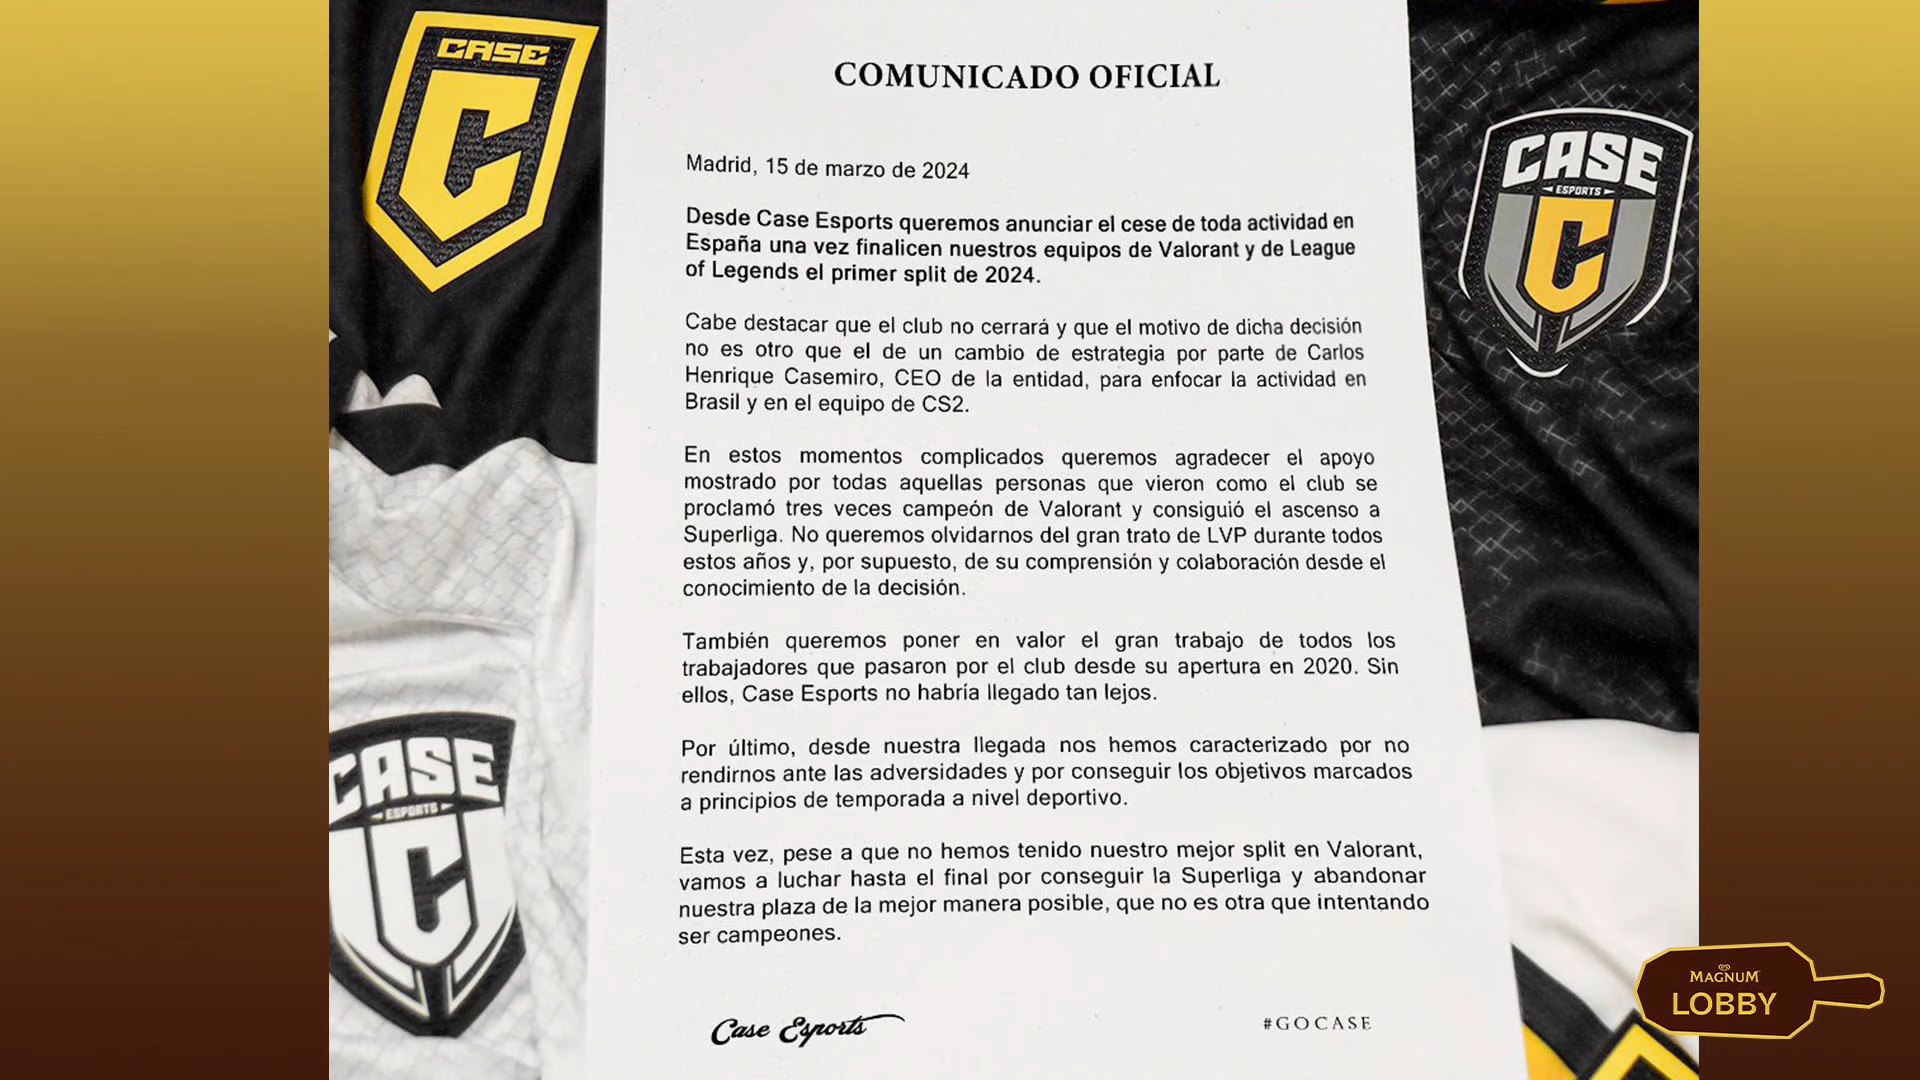 CASE
CASE
ESPORTS
CASE
ESPORTS
COMUNICADO OFICIAL
Madrid, 15 de marzo de 2024
Desde Case Esports queremos anunciar el cese de toda actividad en
España una vez finalicen nuestros equipos de Valorant y de League
of Legends el primer split de 2024.
Cabe destacar que el club no cerrará y que el motivo de dicha decisión
no es otro que el de un cambio de estrategia por parte de Carlos
Henrique Casemiro, CEO de la entidad, para enfocar la actividad en
Brasil y en el equipo de CS2.
En estos momentos complicados queremos agradecer el apoyo
mostrado por todas aquellas personas que vieron como el club se
proclamó tres veces campeón de Valorant y consiguió el ascenso a
Superliga. No queremos olvidarnos del gran trato de LVP durante todos
estos años y, por supuesto, de su comprensión y colaboración desde el
conocimiento de la decisión.
También queremos poner en valor el gran trabajo de todos los
trabajadores que pasaron por el club desde su apertura en 2020. Sin
ellos, Case Esports no habría llegado tan lejos.
Por último, desde nuestra llegada nos hemos caracterizado por no
rendirnos ante las adversidades y por conseguir los objetivos marcados
a principios de temporada a nivel deportivo.
Esta vez, pese a que no hemos tenido nuestro mejor split en Valorant,
vamos a luchar hasta el final por conseguir la Superliga y abandonar
nuestra plaza de la mejor manera posible, que no es otra que intentando
ser campeones.
Case Esports
#GOCASE
MAGNUM
LOBBY